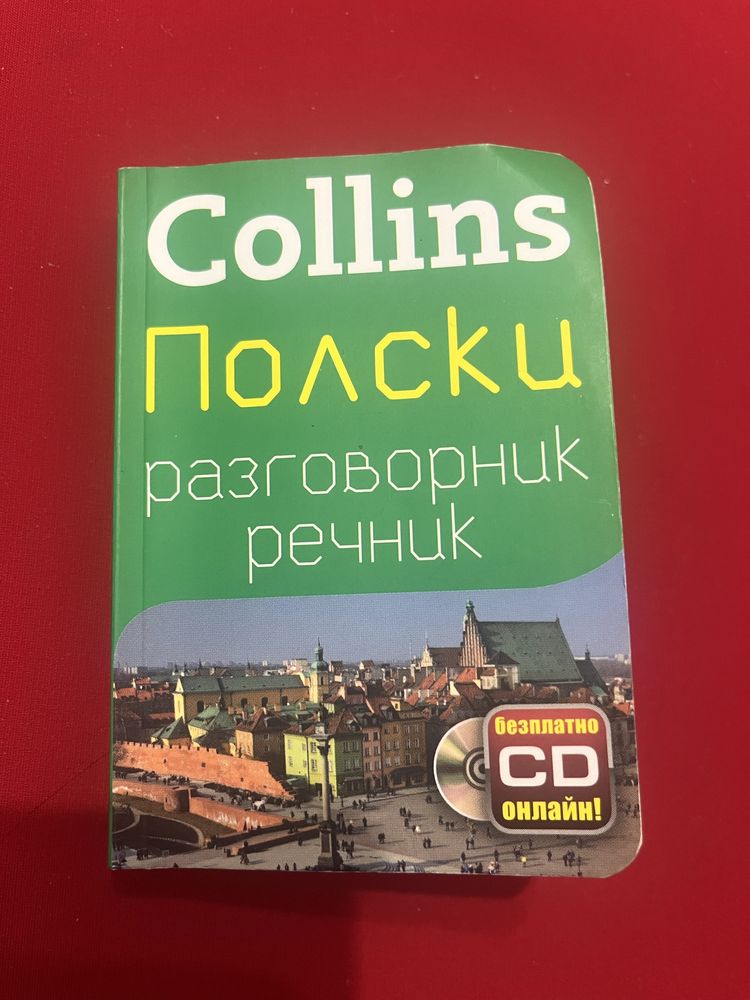 Collins
Полски
разговорник
речник
безплатно
CD
онлайн!